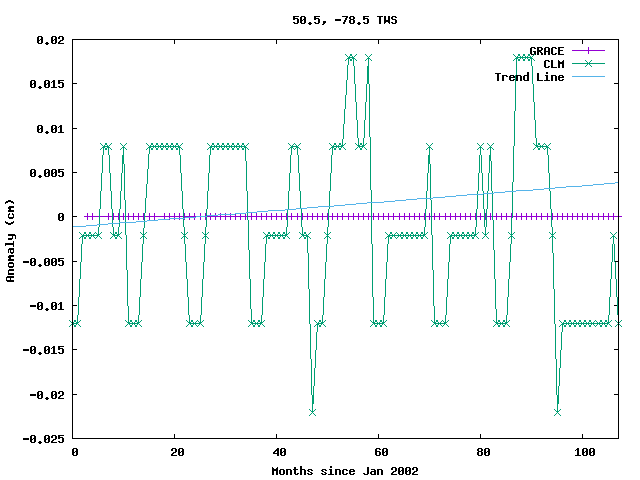 50.5, -78.5 TWS
GRACE
CLM
Trend Line
0.02
0.015
0.01
0.005
0
-0.005
-0.01
-0.015
-0.02
-0.025
Anomaly (cm)
0 20 40 60 80 100
Months since Jan 2002